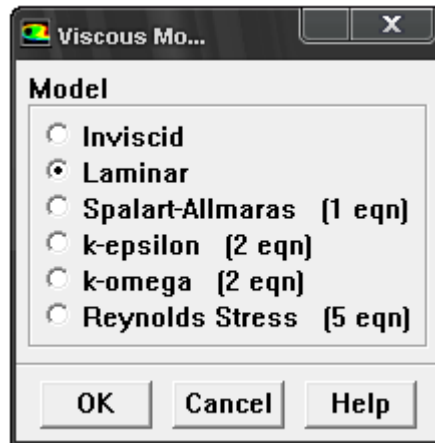 Viscous Mo...
Model
Inviscid
Laminar
Spalart-Allmaras (1 eqn)
k-epsilon (2 eqn)
k-omega (2 eqn)
Reynolds Stress (5 eqn)
OK Cancel Help